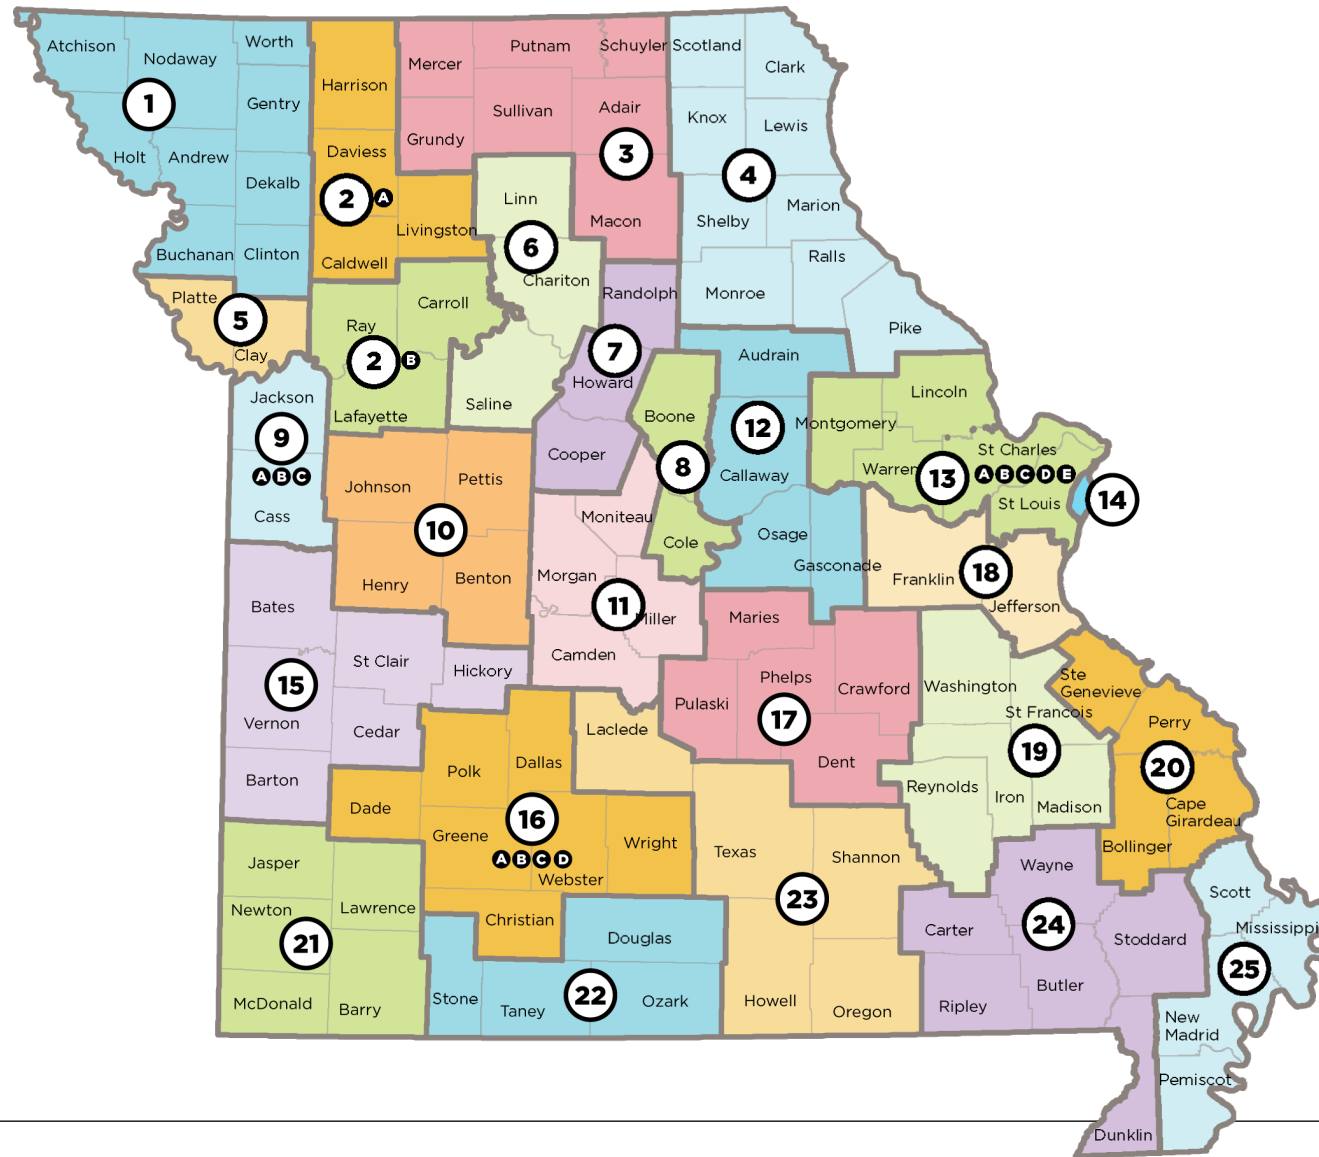 Atchison
Nodaway
Worth
Gentry
1
Holt
Andrew
Dekalb
Buchanan
Clinton
Harrison
Daviess
2 A
Livingston
Caldwell
Mercer
Putnam
Schuyler
Sullivan
Adair
Grundy
3
Macon
Scotland
Clark
Knox
Lewis
4
Shelby
Marion
Ralls
Monroe
Pike
Platte
5
Clay
Linn
6
Chariton
Saline
Carroll
Ray
2 B
Lafayette
Randolph
7
Howard
Cooper
Boone
8
Cole
Jackson
9
A B C
Cass
Johnson
Pettis
10
Henry
Benton
Moniteau
Morgan
11
Miller
Camden
Audrain
12
Callaway
Osage
Gasconade
Lincoln
Montgomery
St Charles
Warren
13
A B C D E
St Louis
14
Franklin
18
Jefferson
Bates
St Clair
Hickory
15
Vernon
Cedar
Barton
Polk
Dallas
Dade
16
Greene
Wright
A B C D
Webster
Christian
Maries
Phelps
Pulaski
Crawford
17
Dent
Washington
St Francois
19
Reynolds
Iron
Madison
Ste
Genevieve
Perry
20
Cape
Girardeau
Bollinger
Jasper
Newton
Lawrence
21
McDonald
Barry
Douglas
Stone
Taney
22
Ozark
Laclede
Texas
Shannon
23
Howell
Oregon
Wayne
Carter
24
Stoddard
Butler
Ripley
Dunklin
Scott
Mississippi
25
New
Madrid
Pemiscot